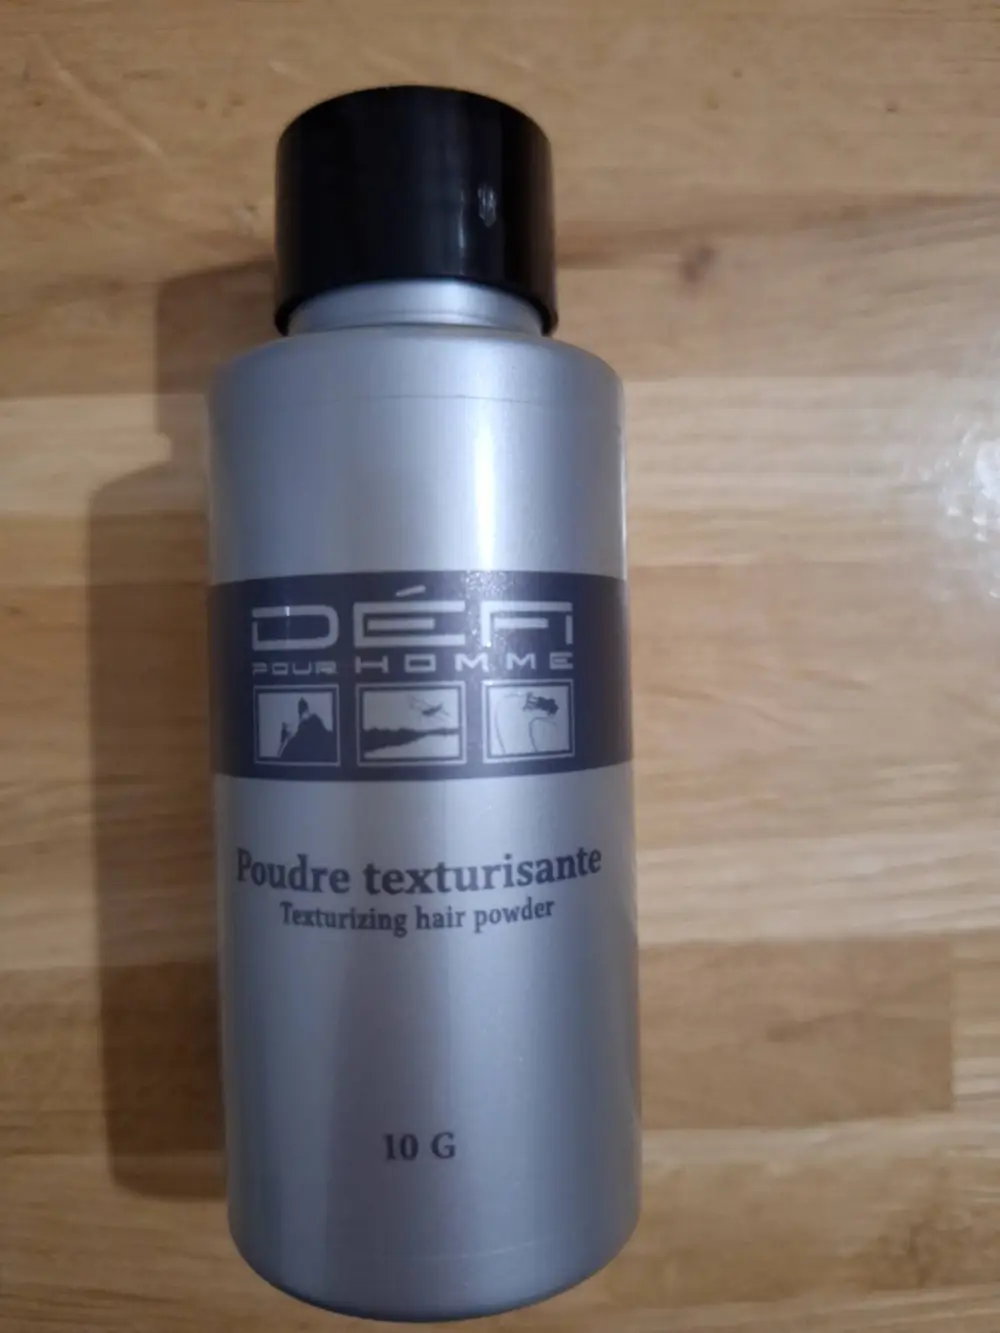 DÉFI
POUR HOMME
Poudre texturisante
Texturizing hair powder
10 G